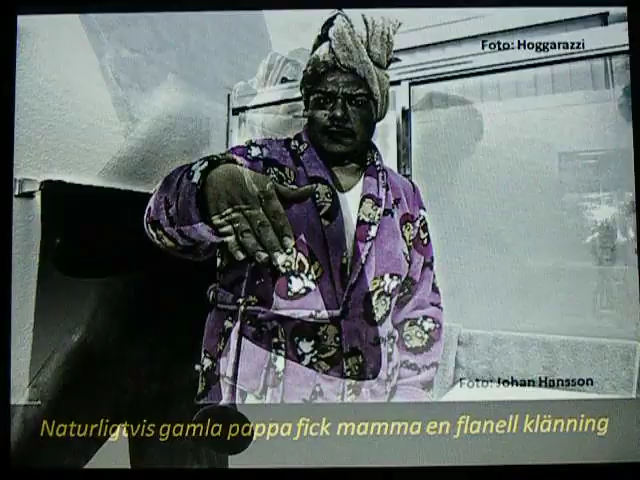 Foto: Hoggarazzi
Foto: Johan Hansson
Naturligtvis gamla pappa fick mamma en flanell klänning